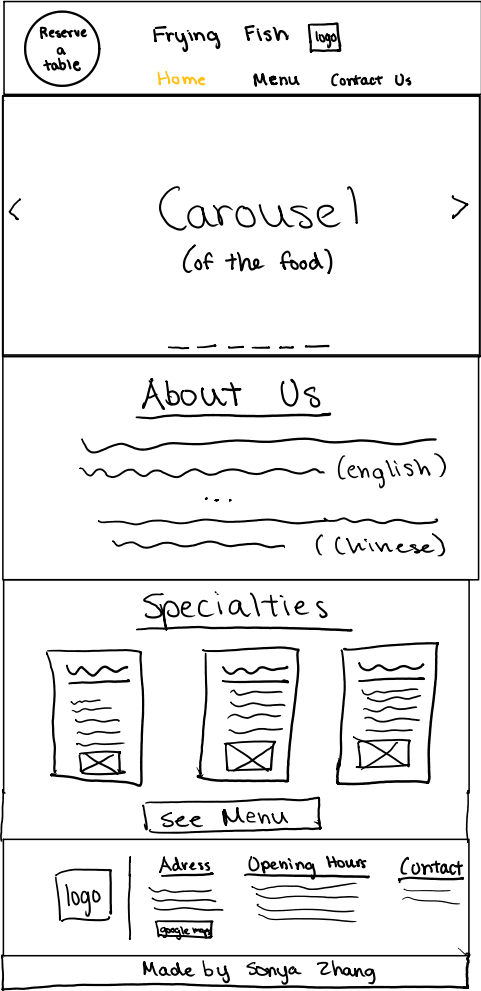 Reserve
a
table
Frying Fish logo
Home Menu Contact Us
< >
Carousel
(of the food)
About Us
(english)
...
(Chinese)
Specialties
See Menu
logo
Adress Opening Hours Contact
google maps
Made by Sonya Zhang